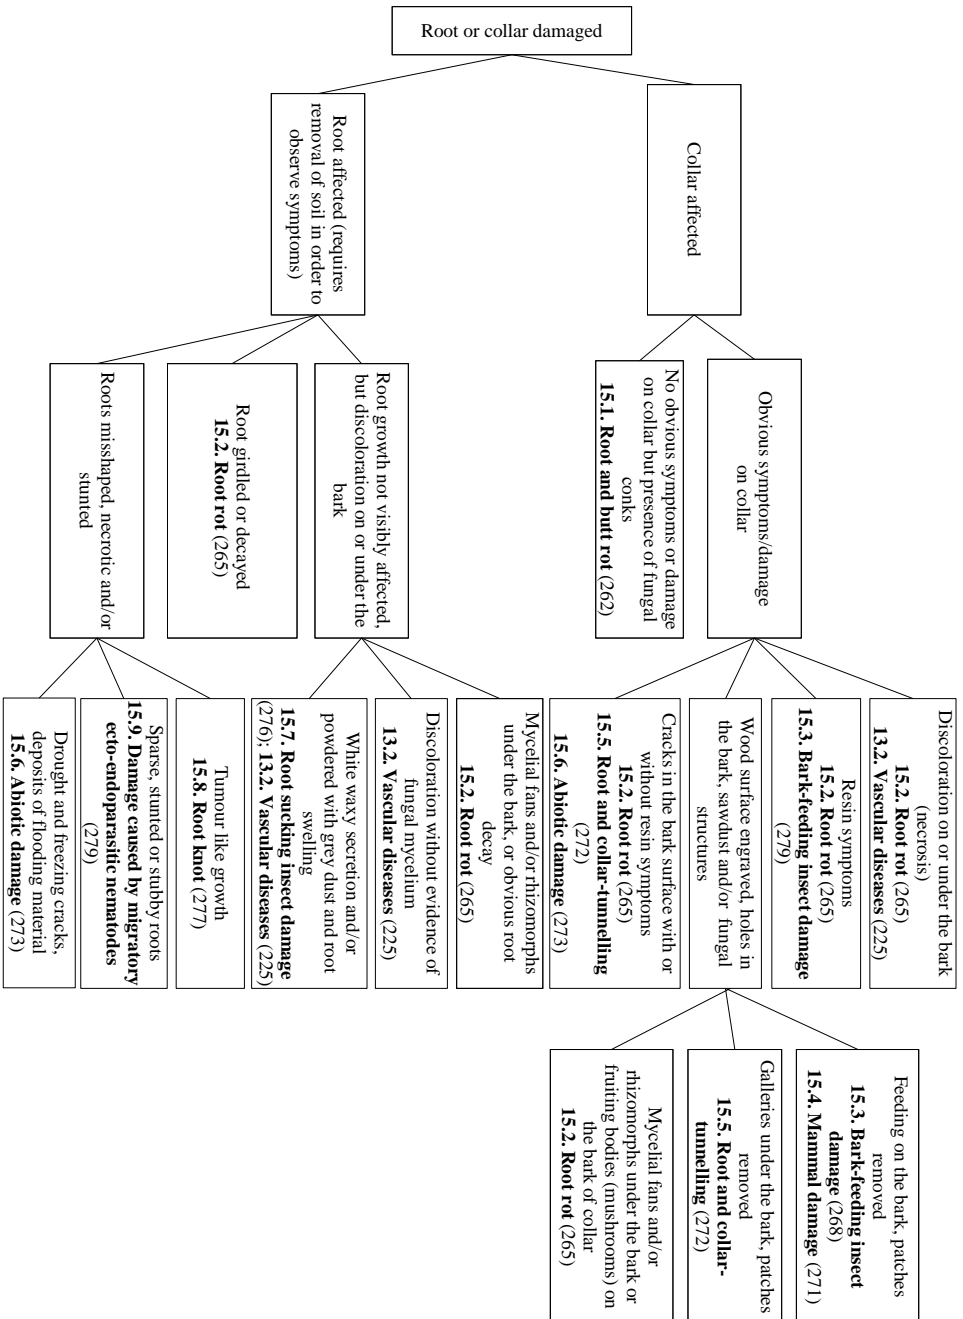 Root or collar damaged
Collar affected
Root affected (requires
removal of soil in order to
observe symptoms)
Obvious symptoms/damage
on collar
No obvious symptoms or damage
on collar but presence of fungal
conks
15.1. Root and butt rot (262)
Root growth not visibly affected,
but discoloration on or under the
bark
Root girdled or decayed
15.2. Root rot (265)
Roots misshaped, necrotic and/or
stunted
Discoloration on or under the bark
(necrosis)
15.2. Root rot (265)
13.2. Vascular diseases (225)
Resin symptoms
15.2. Root rot (265)
15.3. Bark-feeding insect damage
(279)
Wood surface engraved, holes in
the bark, sawdust and/or fungal
structures
Cracks in the bark surface with or
without resin symptoms
15.2. Root rot (265)
15.5. Root and collar-tunnelling
(272)
15.6. Abiotic damage (273)
Mycelial fans and/or rhizomorphs
under the bark, or obvious root
decay
15.2. Root rot (265)
Discoloration without evidence of
fungal mycelium
13.2. Vascular diseases (225)
White waxy secretion and/or
powdered with grey dust and root
swelling
15.7. Root sucking insect damage
(276); 13.2. Vascular diseases (225)
Tumour like growth
15.8. Root knot (277)
Sparse, stunted or stubby roots
15.9. Damage caused by migratory
ecto-endoparasitic nematodes
(279)
Drought and freezing cracks,
deposits of flooding material
15.6. Abiotic damage (273)
Feeding on the bark, patches
removed
15.3. Bark-feeding insect
damage (268)
15.4. Mammal damage (271)
Galleries under the bark, patches
removed
15.5. Root and collar-
tunnelling (272)
Mycelial fans and/or
rhizomorphs under the bark or
fruiting bodies (mushrooms) on
the bark of collar
15.2. Root rot (265)